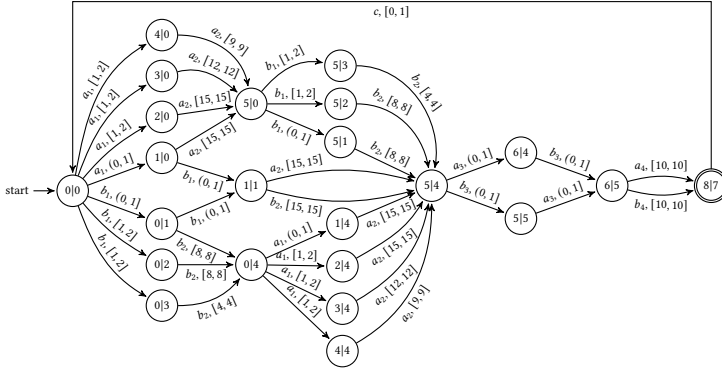 c, [0, 1]
4|0
a₂, [9, 9]
a₁, [1, 2]
b₁, [1, 2]
5|3
3|0
a₂, [12, 12]
b₂, [4, 4]
a₁, [1, 2]
a₂, [15, 15]
5|0
b₁, [1, 2]
5|2
2|0
b₂, [8, 8]
a₁, [1, 2]
a₂, [15, 15]
b₁, (0, 1]
5|1
b₂, [8, 8]
a₁, (0, 1]
1|0
a₂, [15, 15]
a₃, (0, 1]
6|4
b₃, (0, 1]
b₁, (0, 1]
a₄, [10, 10]
start
0|0
1|1
5|4
6|5
8|7
b₁, (0, 1]
b₂, [15, 15]
b₃, (0, 1]
a₃, (0, 1]
b₄, [10, 10]
b₁, (0, 1]
a₁, (0, 1]
a₂, [15, 15]
b₁, [1, 2]
0|1
1|4
5|5
b₂, [8, 8]
a₁, [1, 2]
a₂, [15, 15]
b₁, [1, 2]
0|2
b₂, [8, 8]
0|4
2|4
a₁, [1, 2]
a₂, [12, 12]
0|3
b₂, [4, 4]
a₁, [1, 2]
3|4
a₂, [9, 9]
4|4